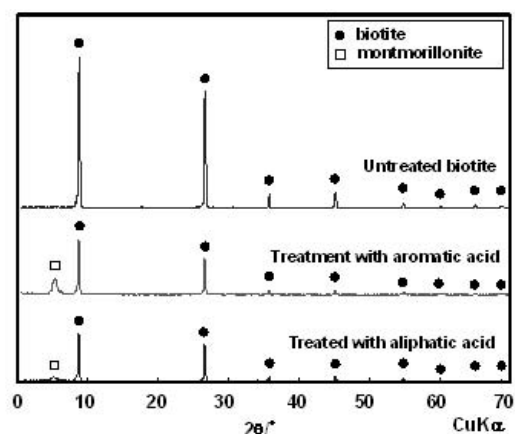 ● biotite
□ montmorillonite
Untreated biotite
Treatment with aromatic acid
Treated with aliphatic acid
0 10 20 30 40 50 60 70
2θ/° CuKα